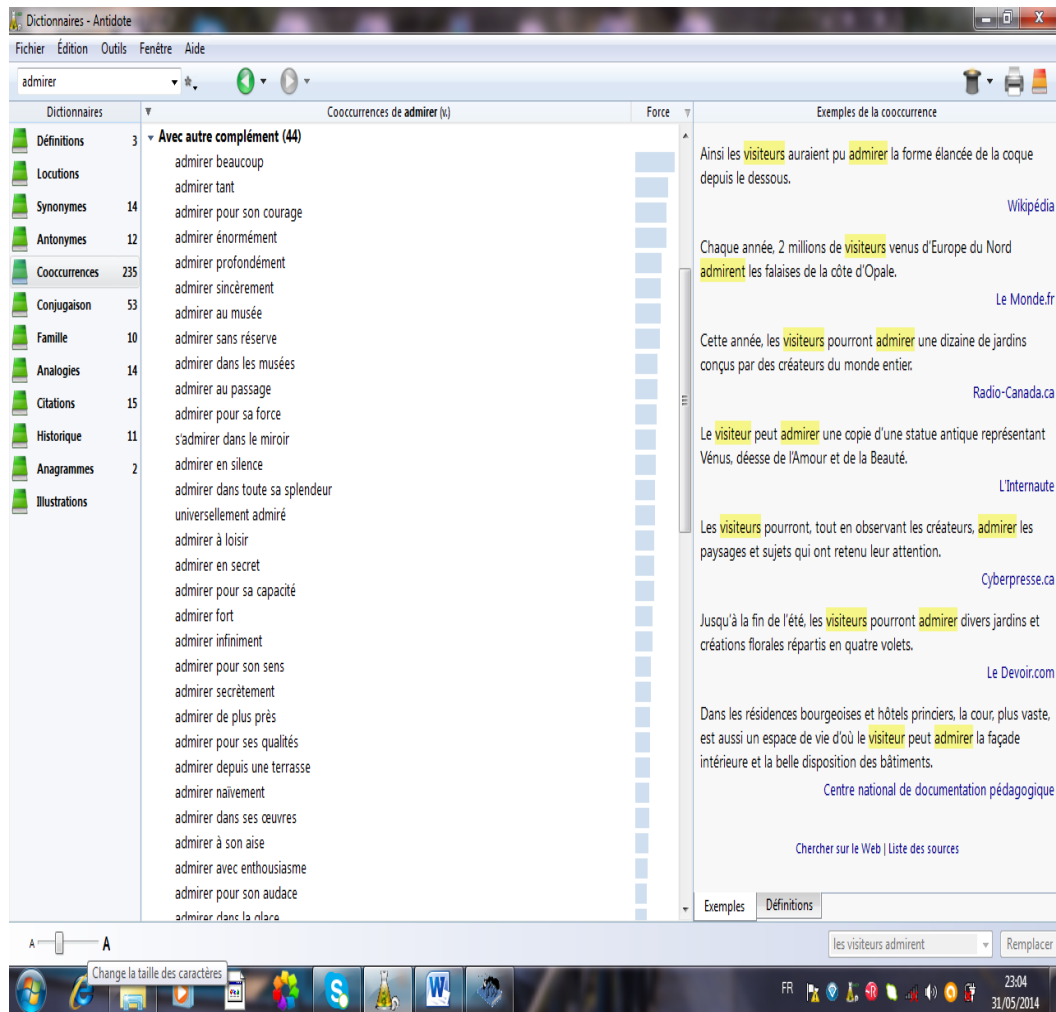 Dictionnaires - Antidote
Fichier Édition Outils Fenêtre Aide
admirer
Dictionnaires
Définitions 3
Locutions
Synonymes 14
Antonymes 12
Cooccurrences 235
Conjugaison 53
Famille 10
Analogies 14
Citations 15
Historique 11
Anagrammes 2
Illustrations
Cooccurrences de admirer (v.) Force
Avec autre complément (44)
admirer beaucoup
admirer tant
admirer pour son courage
admirer énormément
admirer profondément
admirer sincèrement
admirer au musée
admirer sans réserve
admirer dans les musées
admirer au passage
admirer pour sa force
s'admirer dans le miroir
admirer en silence
admirer dans toute sa splendeur
universellement admiré
admirer à loisir
admirer en secret
admirer pour sa capacité
admirer fort
admirer infiniment
admirer pour son sens
admirer secrètement
admirer de plus près
admirer pour ses qualités
admirer depuis une terrasse
admirer naïvement
admirer dans ses œuvres
admirer à son aise
admirer avec enthousiasme
admirer pour son audace
admirer dans la glace
Exemples de la cooccurrence
Ainsi les visiteurs auraient pu admirer la forme élancée de la coque
depuis le dessous.
Wikipédia
Chaque année, 2 millions de visiteurs venus d'Europe du Nord
admirent les falaises de la côte d'Opale.
Le Monde.fr
Cette année, les visiteurs pourront admirer une dizaine de jardins
conçus par des créateurs du monde entier.
Radio-Canada.ca
Le visiteur peut admirer une copie d'une statue antique représentant
Vénus, déesse de l'Amour et de la Beauté.
L'Internaute
Les visiteurs pourront, tout en observant les créateurs, admirer les
paysages et sujets qui ont retenu leur attention.
Cyberpresse.ca
Jusqu'à la fin de l'été, les visiteurs pourront admirer divers jardins et
créations florales répartis en quatre volets.
Le Devoir.com
Dans les résidences bourgeoises et hôtels princiers, la cour, plus vaste,
est aussi un espace de vie d'où le visiteur peut admirer la façade
intérieure et la belle disposition des bâtiments.
Centre national de documentation pédagogique
Chercher sur le Web | Liste des sources
Exemples Définitions
A A
les visiteurs admirent Remplacer
Change la taille des caractères
FR
23:04
31/05/2014